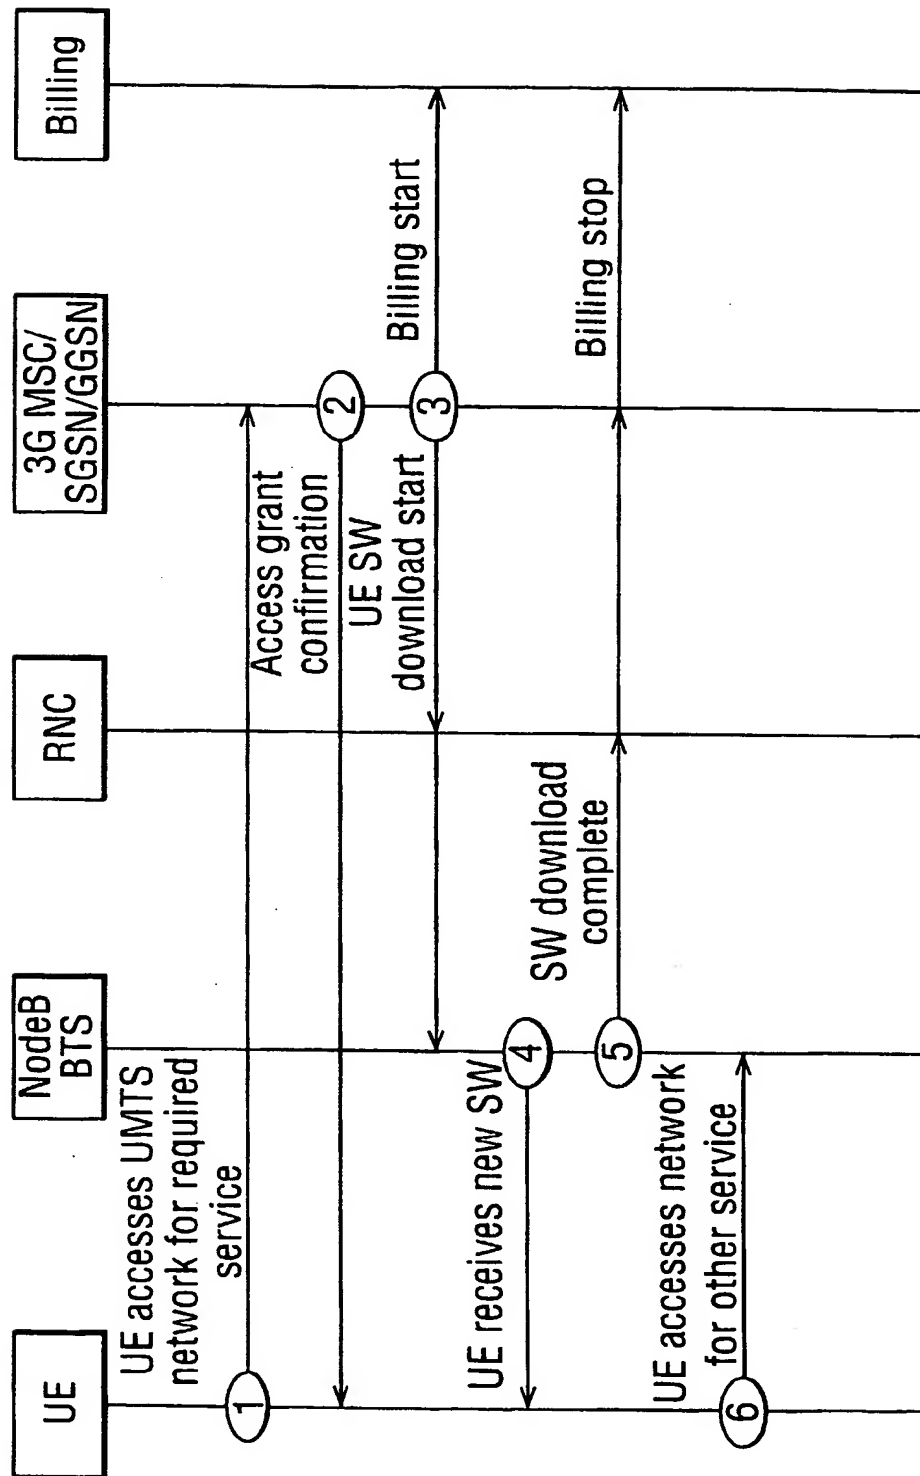 UE
NodeB
BTS
RNC
3G MSC/
SGSN/GGSN
Billing
UE accesses UMTS
network for required
service
1
Access grant
confirmation
2
UE SW
download start
3
Billing start
UE receives new SW
4
SW download
complete
5
Billing stop
UE accesses network
for other service
6